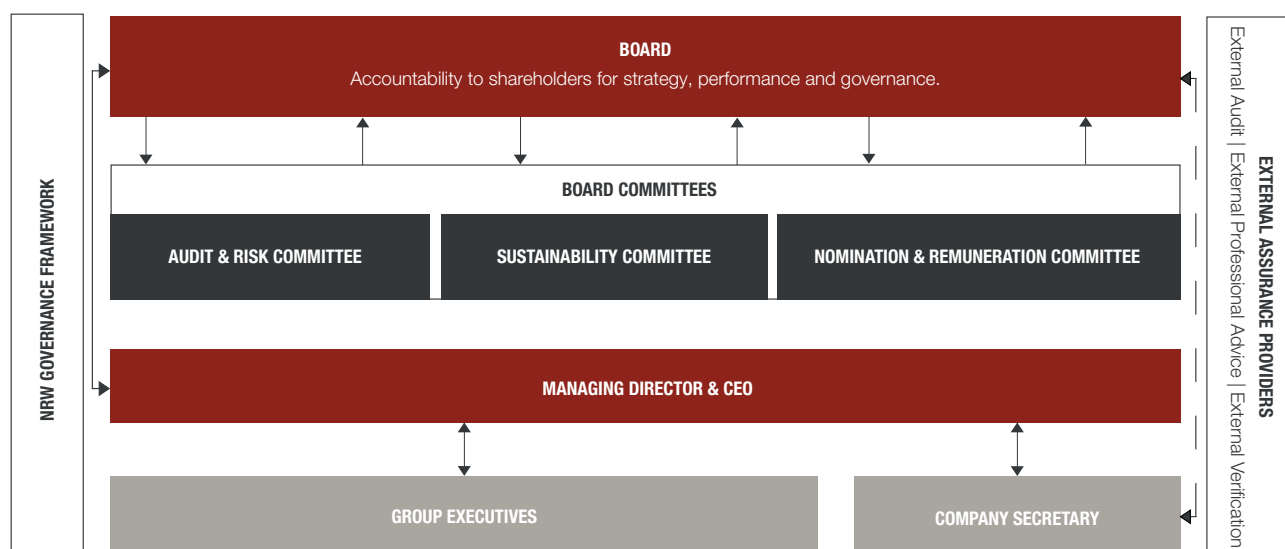 NRW GOVERNANCE FRAMEWORK
BOARD
Accountability to shareholders for strategy, performance and governance.
BOARD COMMITTEES
AUDIT & RISK COMMITTEE
SUSTAINABILITY COMMITTEE
NOMINATION & REMUNERATION COMMITTEE
MANAGING DIRECTOR & CEO
GROUP EXECUTIVES
COMPANY SECRETARY
EXTERNAL ASSURANCE PROVIDERS
External Audit | External Professional Advice | External Verification